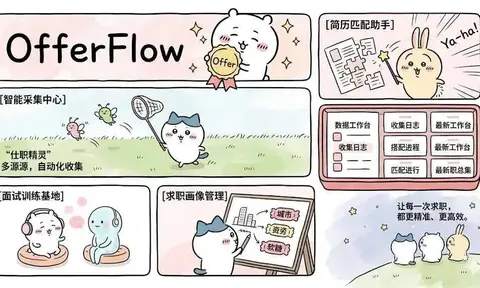 OfferFlow
Offer
[简历匹配助手]
Ya-ha!
[智能采集中心]
“仕职精灵”
多源源，自动化收集
数据工作台
收集日志
最新工作台
收集日志
搭配进程
最新工作台
匹配进行
最新职总集
[面试训练基地]
[求职画像管理]
城市
资劳
软糖
让每一次求职，
都更精准、更高效。